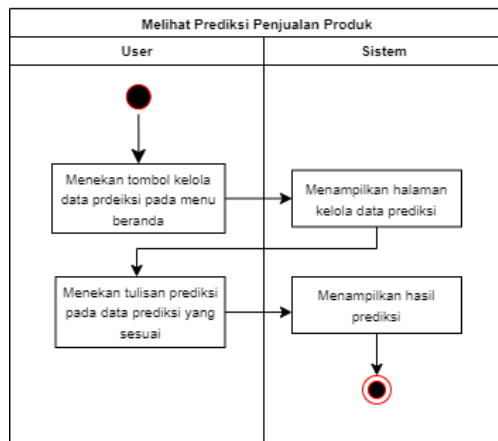 Melihat Prediksi Penjualan Produk
User
Sistem
Menekan tombol kelola
data prdeiksi pada menu
beranda
Menampilkan halaman
kelola data prediksi
Menekan tulisan prediksi
pada data prediksi yang
sesuai
Menampilkan hasil
prediksi